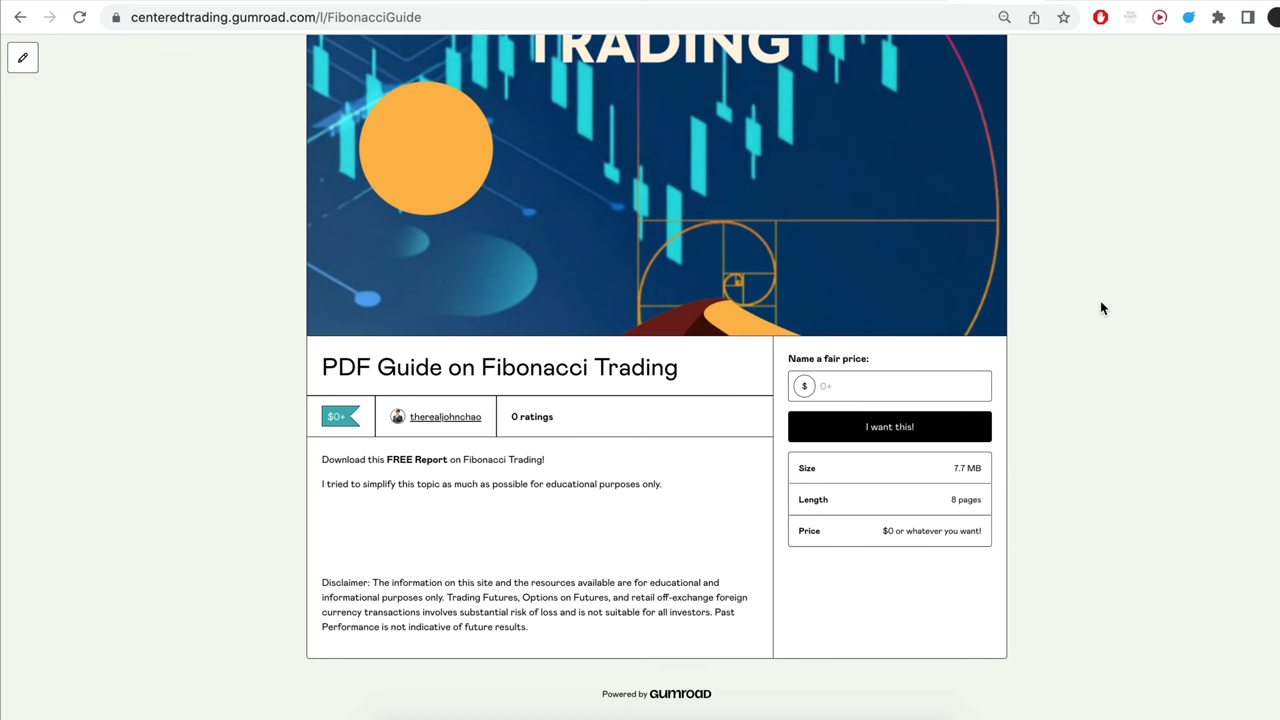 centeredtrading.gumroad.com/l/FibonacciGuide
TRADING
PDF Guide on Fibonacci Trading
$0+
therealjohnchao
0 ratings
Download this FREE Report on Fibonacci Trading!
I tried to simplify this topic as much as possible for educational purposes only.
Disclaimer: The information on this site and the resources available are for educational and
informational purposes only. Trading Futures, Options on Futures, and retail off-exchange foreign
currency transactions involves substantial risk of loss and is not suitable for all investors. Past
Performance is not indicative of future results.
Name a fair price:
$ 0+
I want this!
Size 7.7 MB
Length 8 pages
Price $0 or whatever you want!
Powered by GUMROAD